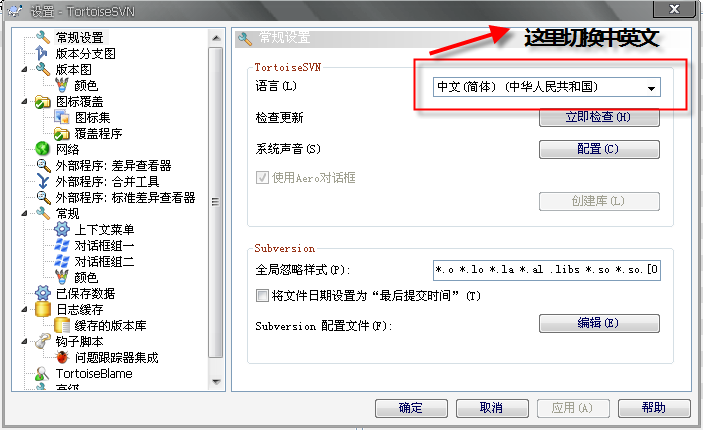 设置 - TortoiseSVN
常规设置
版本分支图
版本图
颜色
图标覆盖
图标集
覆盖程序
网络
外部程序: 差异查看器
外部程序: 合并工具
外部程序: 标准差异查看器
常规
上下文菜单
对话框组一
对话框组二
颜色
已保存数据
日志缓存
缓存的版本库
钩子脚本
问题跟踪器集成
TortoiseBlame
高级
常规设置
这里切换中英文
TortoiseSVN
语言(L)
中文(简体) (中华人民共和国)
检查更新
立即检查(H)
系统声音(S)
配置(C)
使用Aero对话框
创建库(L)
Subversion
全局忽略样式(P):
*.o *.lo *.la *.al .libs *.so *.so.[0
将文件日期设置为“最后提交时间”(T)
Subversion 配置文件(F):
编辑(E)
确定
取消
应用(A)
帮助